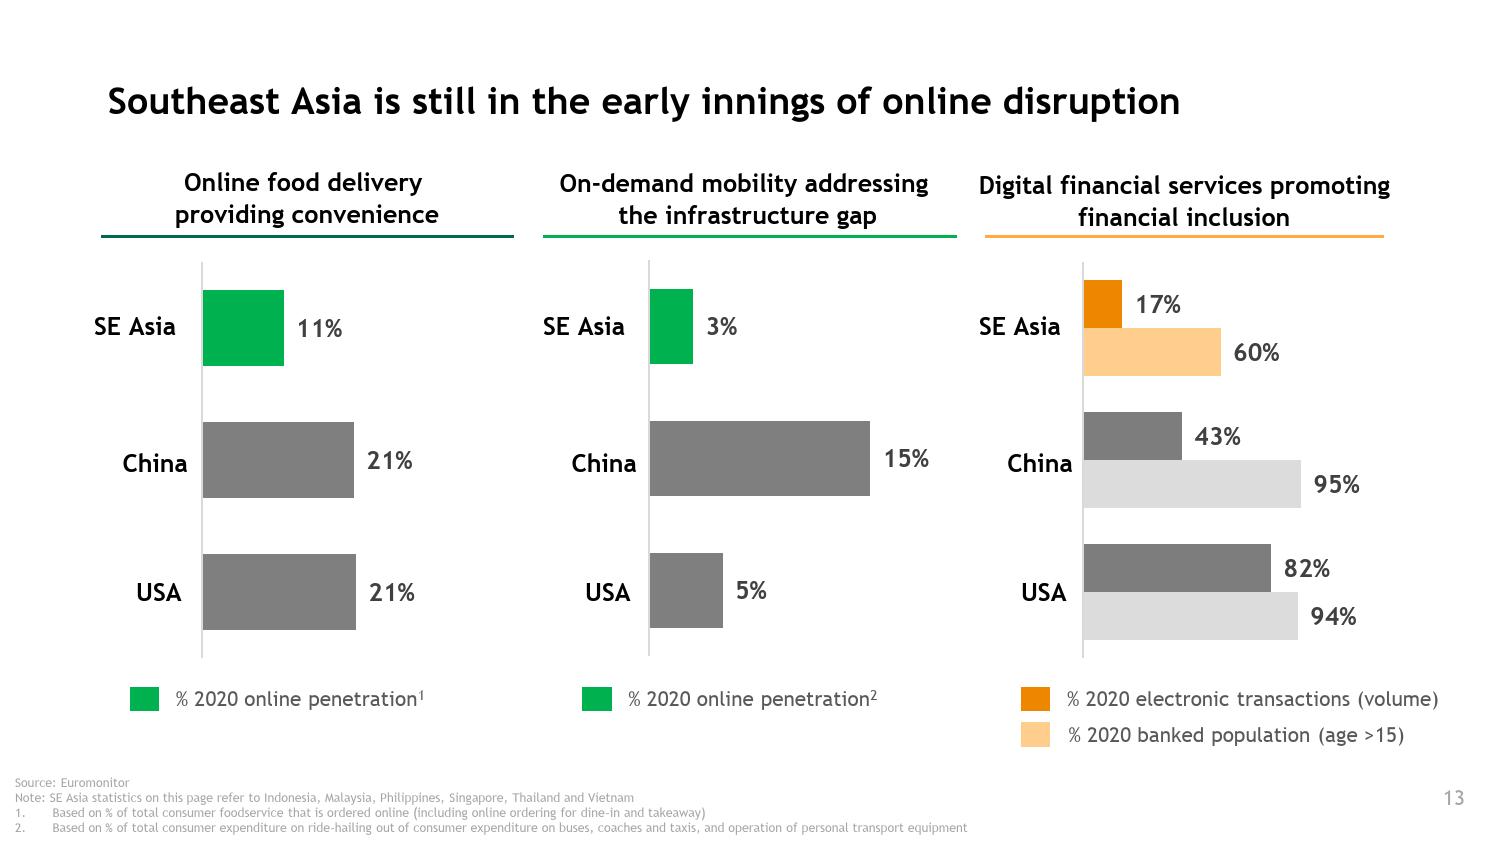 Southeast Asia is still in the early innings of online disruption
Online food delivery
providing convenience
SE Asia
11%
China
21%
USA
21%
% 2020 online penetration1
On-demand mobility addressing
the infrastructure gap
SE Asia
3%
China
15%
USA
5%
% 2020 online penetration2
Digital financial services promoting
financial inclusion
SE Asia
17%
60%
China
43%
95%
USA
82%
94%
% 2020 electronic transactions (volume)
% 2020 banked population (age >15)
Source: Euromonitor
Note: SE Asia statistics on this page refer to Indonesia, Malaysia, Philippines, Singapore, Thailand and Vietnam
1. Based on % of total consumer foodservice that is ordered online (including online ordering for dine-in and takeaway)
2. Based on % of total consumer expenditure on ride-hailing out of consumer expenditure on buses, coaches and taxis, and operation of personal transport equipment
13